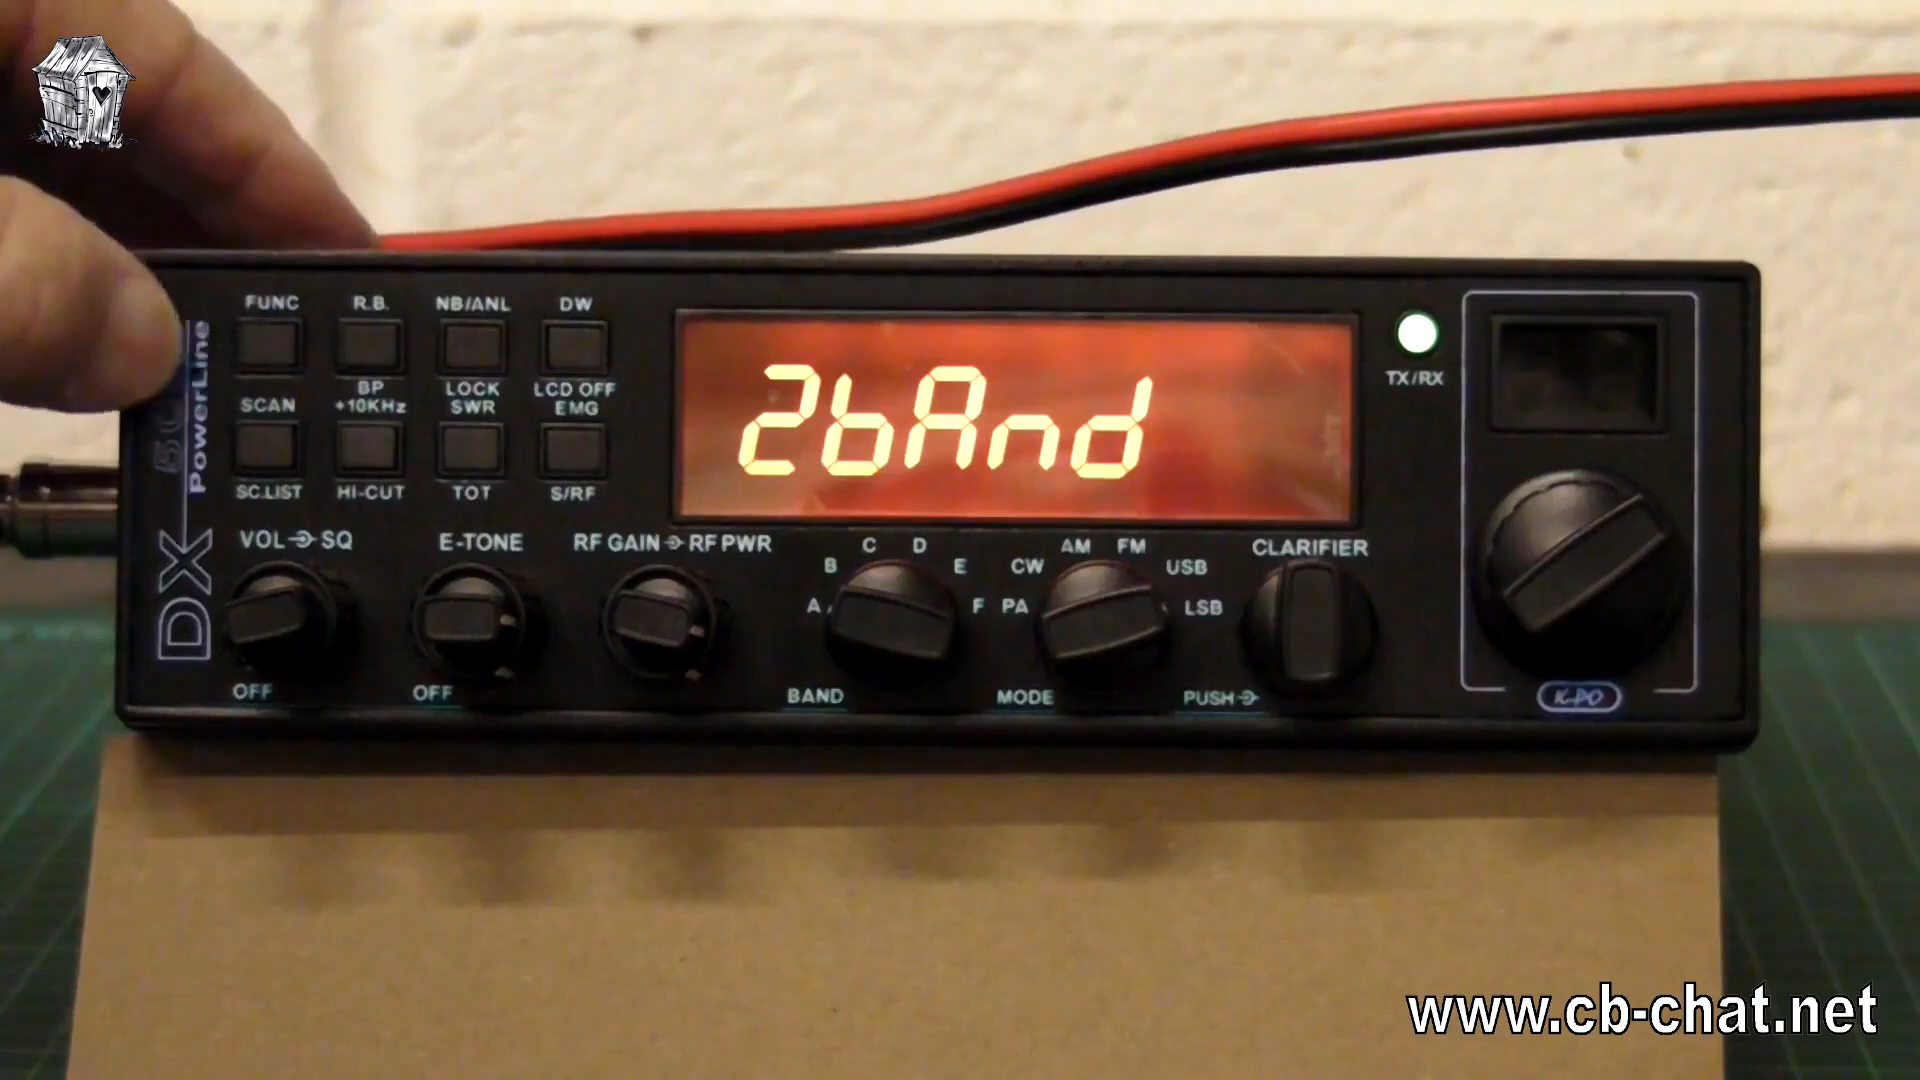 FUNC R.B. NB/ANL DW
SCAN BP +10KHz LOCK SWR LCD OFF EMG
SC.LIST HI-CUT TOT S/RF
DX
PowerLine
2bAnd
TX/RX
VOL SQ
OFF
E-TONE
OFF
RF GAIN RF PWR
A B C D E F
BAND
PA CW AM FM USB LSB
MODE
CLARIFIER
PUSH
K-PO
www.cb-chat.net